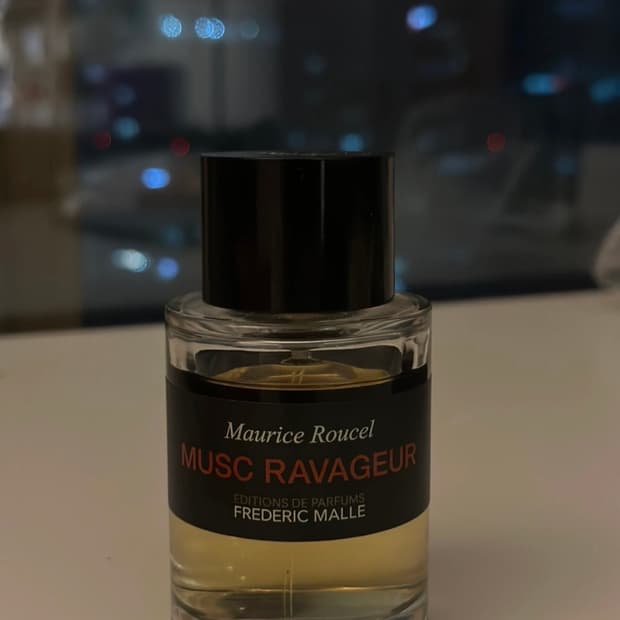 Maurice Roucel
MUSC RAVAGEUR
EDITIONS DE PARFUMS
FREDERIC MALLE